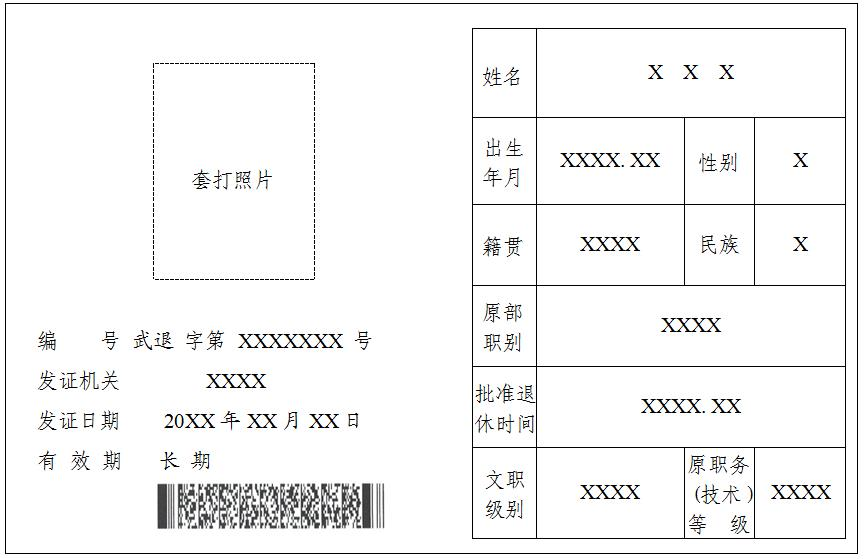 套打照片
编 号 武退 字第 XXXXXXX 号
发证机关 XXXX
发证日期 20XX 年 XX 月 XX 日
有 效 期 长 期
姓名 X X X
出生
年月 XXXX. XX 性别 X
籍贯 XXXX 民族 X
原部
职别 XXXX
批准退
休时间 XXXX. XX
文职
级别 XXXX
原职务
(技术)
等 级 XXXX